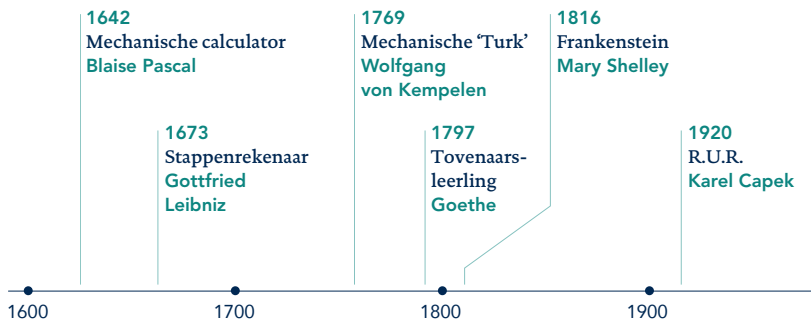 1642
Mechanische calculator
Blaise Pascal
1769
Mechanische ‘Turk’
Wolfgang
von Kempelen
1816
Frankenstein
Mary Shelley
1673
Stappenrekenaar
Gottfried
Leibniz
1797
Tovenaars-
leerling
Goethe
1920
R.U.R.
Karel Capek
1600
1700
1800
1900